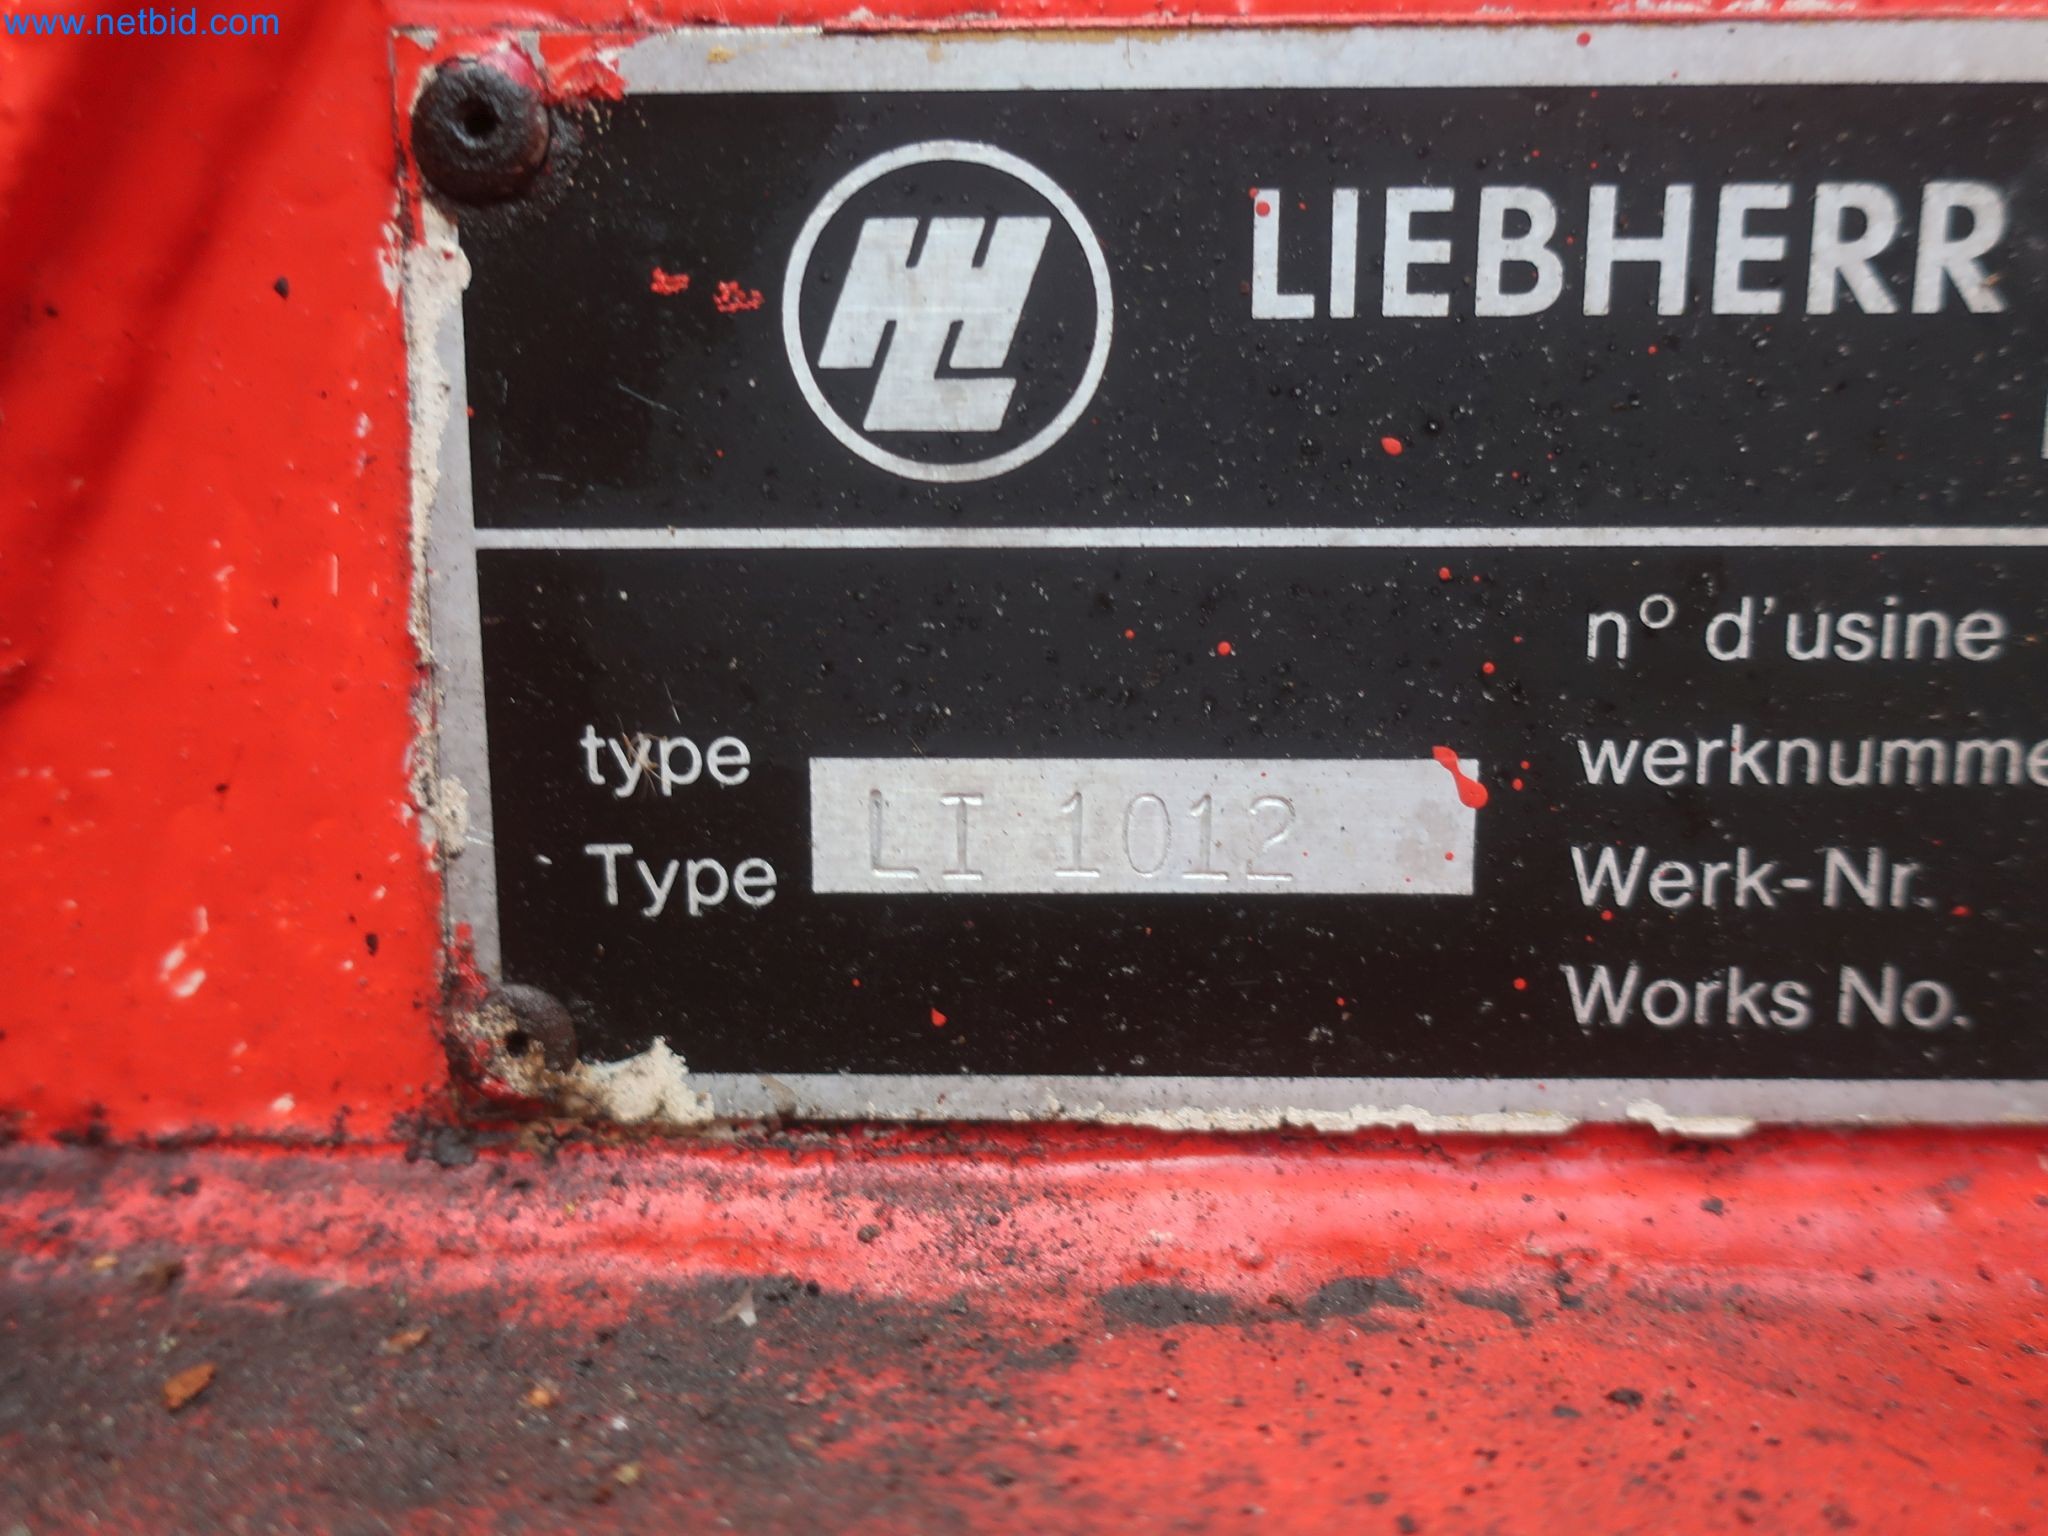 www.netbid.com
LIEBHERR
n° d'usine
type
werknumme
LI 1012
Type
Werk-Nr.
Works No.